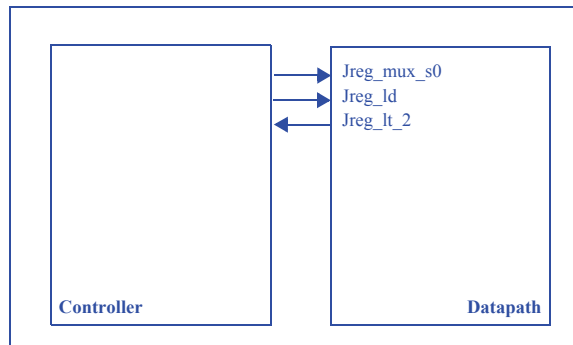 Jreg_mux_s0
Jreg_ld
Jreg_lt_2
Controller
Datapath